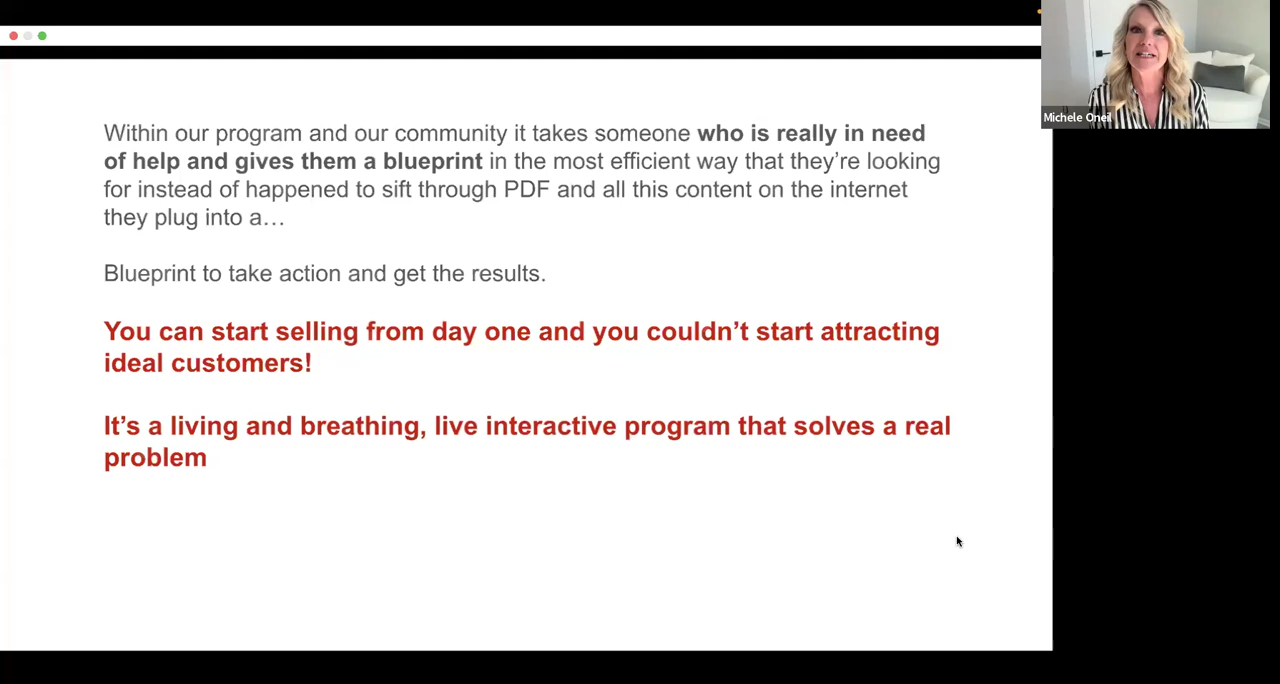 Michele Oneil
Within our program and our community it takes someone who is really in need
of help and gives them a blueprint in the most efficient way that they’re looking
for instead of happened to sift through PDF and all this content on the internet
they plug into a…
Blueprint to take action and get the results.
You can start selling from day one and you couldn’t start attracting
ideal customers!
It’s a living and breathing, live interactive program that solves a real
problem